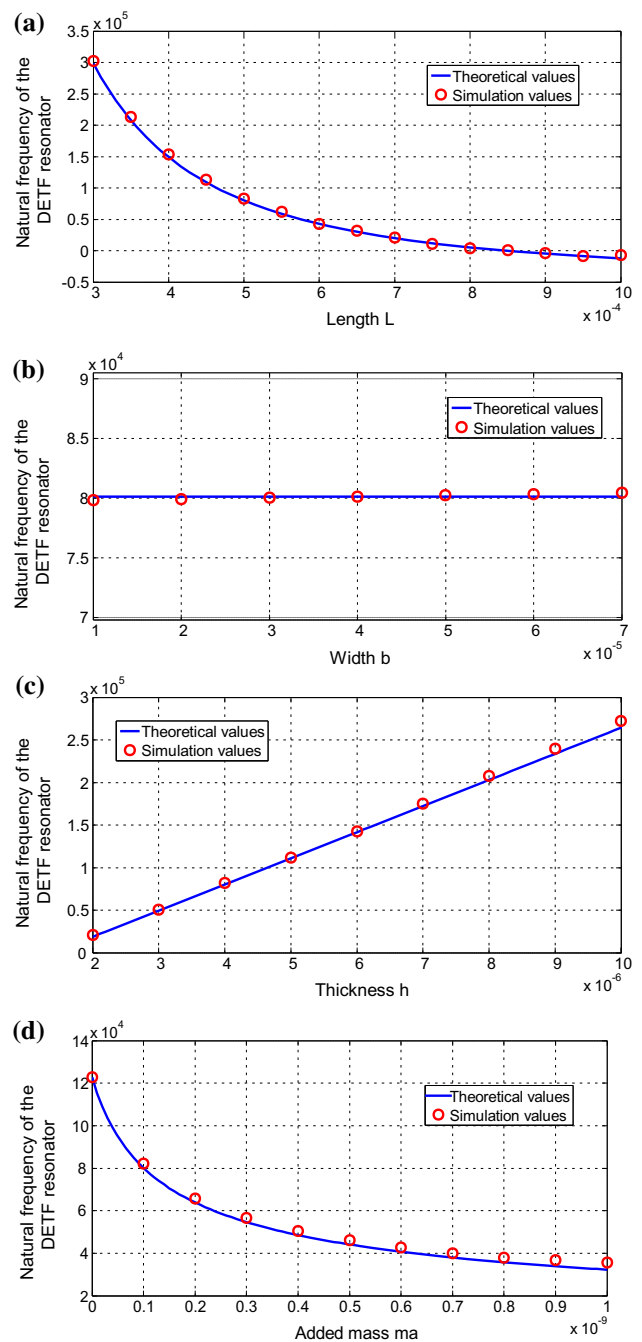 (a)
x 10^5
3.5
3
2.5
2
1.5
1
0.5
0
-0.5
Natural frequency of the
DETF resonator
Theoretical values
Simulation values
3 4 5 6 7 8 9 10
Length L
x 10^-4
(b)
x 10^4
9
8.5
8
7.5
7
Natural frequency of the
DETF resonator
Theoretical values
Simulation values
1 2 3 4 5 6 7
Width b
x 10^-5
(c)
x 10^5
3
2.5
2
1.5
1
0.5
0
Natural frequency of the
DETF resonator
Theoretical values
Simulation values
2 3 4 5 6 7 8 9 10
Thickness h
x 10^-6
(d)
x 10^4
14
12
10
8
6
4
2
Natural frequency of the
DETF resonator
Theoretical values
Simulation values
0 0.1 0.2 0.3 0.4 0.5 0.6 0.7 0.8 0.9 1
Added mass ma
x 10^-9